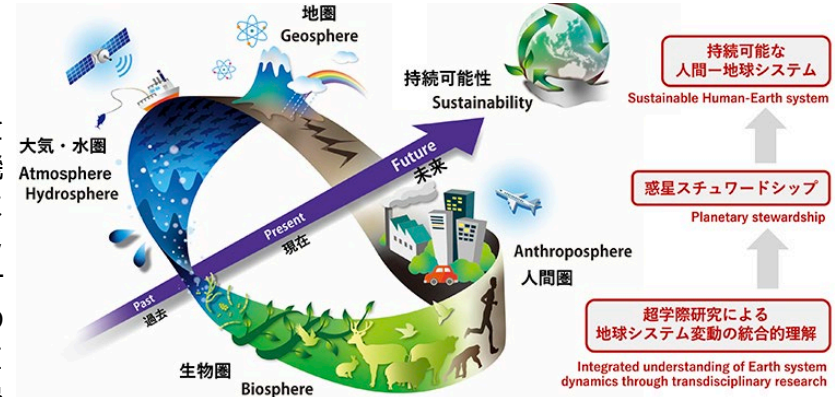 地圏
Geosphere
持続可能性
Sustainability
大気・水圏
Atmosphere
Hydrosphere
Future
未来
Present
現在
Past
過去
Anthroposphere
人間圏
生物圏
Biosphere
持続可能な
人間ー地球システム
Sustainable Human-Earth system
惑星スチュワードシップ
Planetary stewardship
超学際研究による
地球システム変動の統合的理解
Integrated understanding of Earth system
dynamics through transdisciplinary research